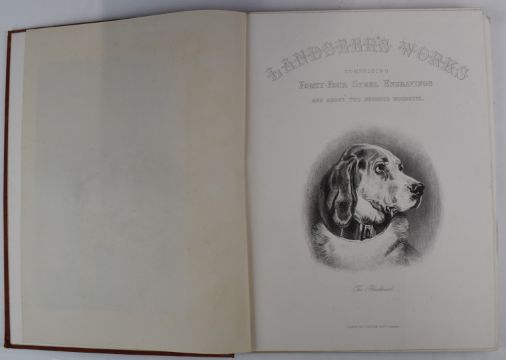 LANDSEER'S WORKS
COMPRISING
FORTY-FOUR STEEL ENGRAVINGS
AND ABOUT TWO HUNDRED WOODCUTS.
The Bloodhound.